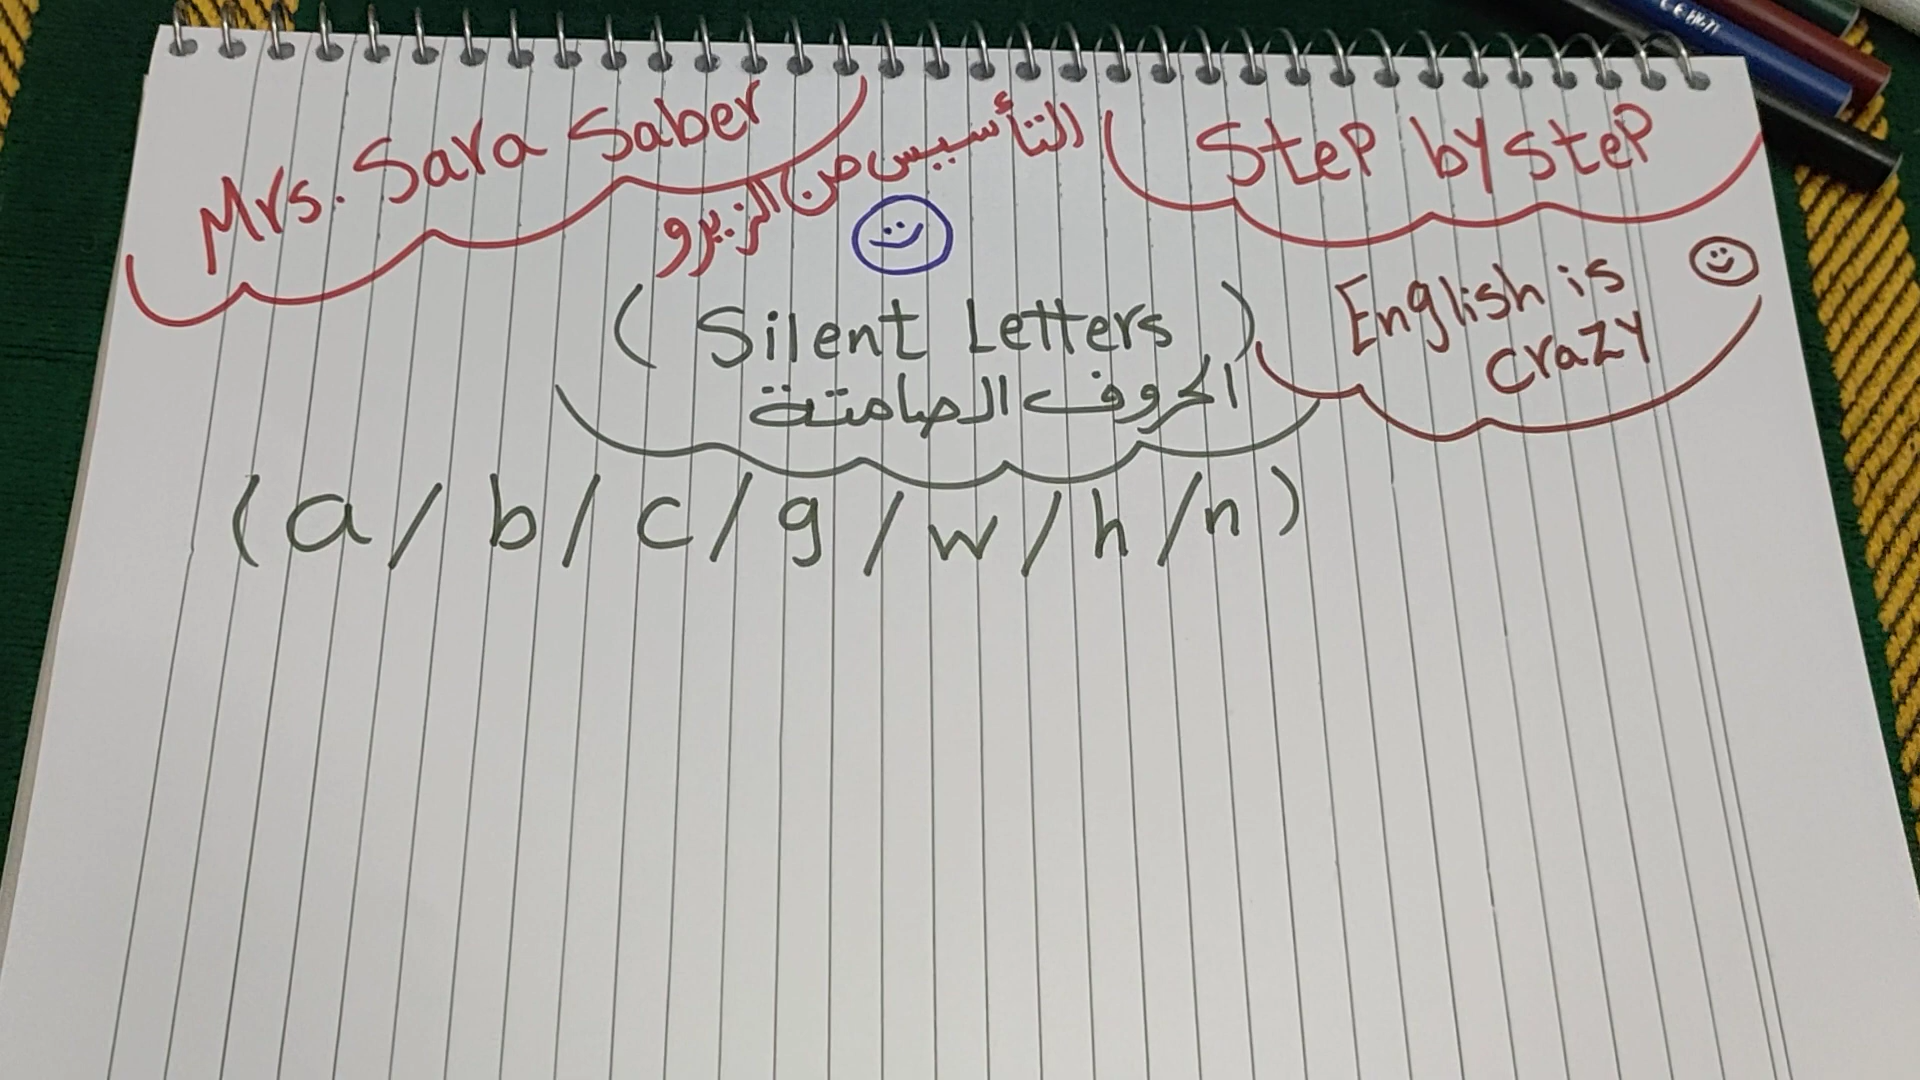 Mrs. Sara Saber
التأسيس من الزيرو
Step by Step
English is
crazy
( Silent Letters )
الحروف الصامتة
( a / b / c / g / w / h / n )